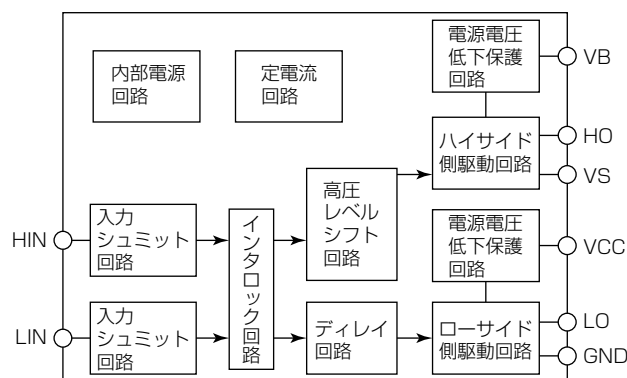 内部電源
回路
定電流
回路
電源電圧
低下保護
回路
VB
ハイサイド
側駆動回路
HO
VS
高圧
レベル
シフト
回路
HIN
入力
シュミット
回路
インタロック回路
電源電圧
低下保護
回路
VCC
LIN
入力
シュミット
回路
ディレイ
回路
ローサイド
側駆動回路
LO
GND